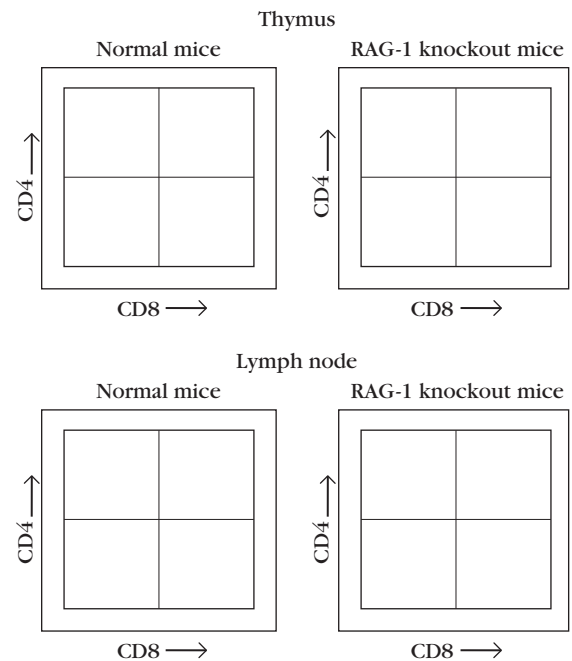 Thymus
Normal mice RAG-1 knockout mice
CD4 → CD4 →
CD8 → CD8 →
Lymph node
Normal mice RAG-1 knockout mice
CD4 → CD4 →
CD8 → CD8 →